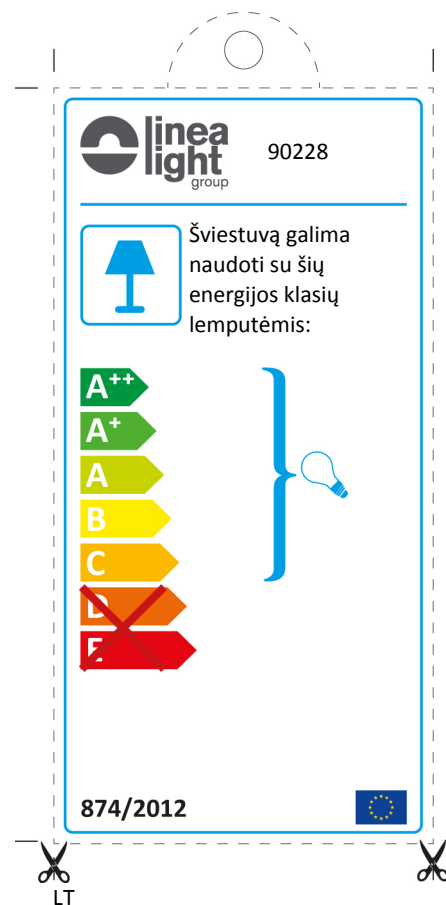 linea
light
group
90228
Šviestuvą galima
naudoti su šių
energijos klasių
lemputėmis:
A++
A+
A
B
C
D
E
874/2012
LT